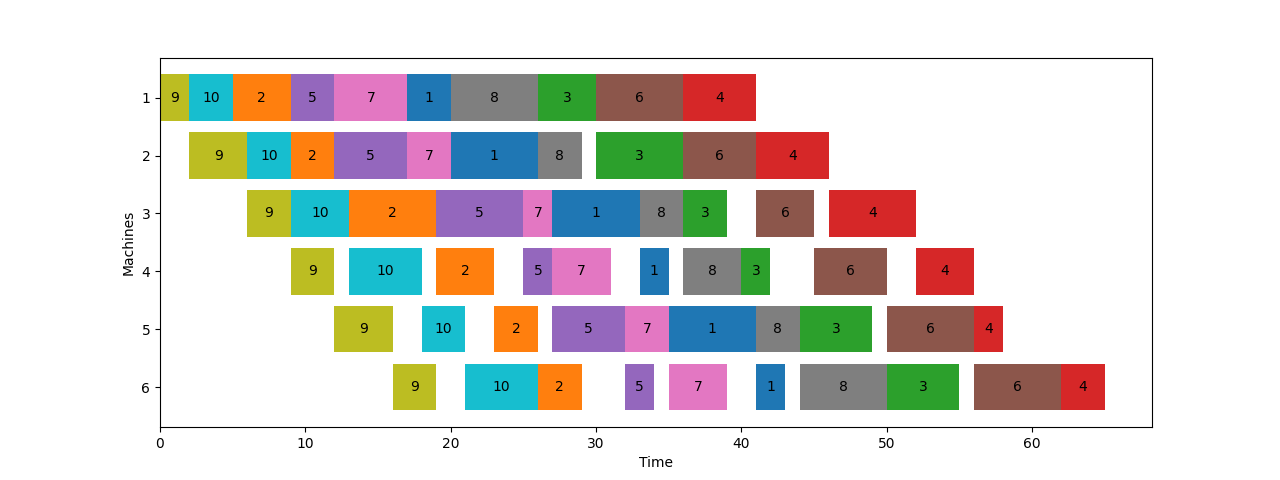 1 9 10 2 5 7 1 8 3 6 4
2 9 10 2 5 7 1 8 3 6 4
3 9 10 2 5 7 1 8 3 6 4
4 9 10 2 5 7 1 8 3 6 4
5 9 10 2 5 7 1 8 3 6 4
6 9 10 2 5 7 1 8 3 6 4
Machines
0 10 20 30 40 50 60
Time